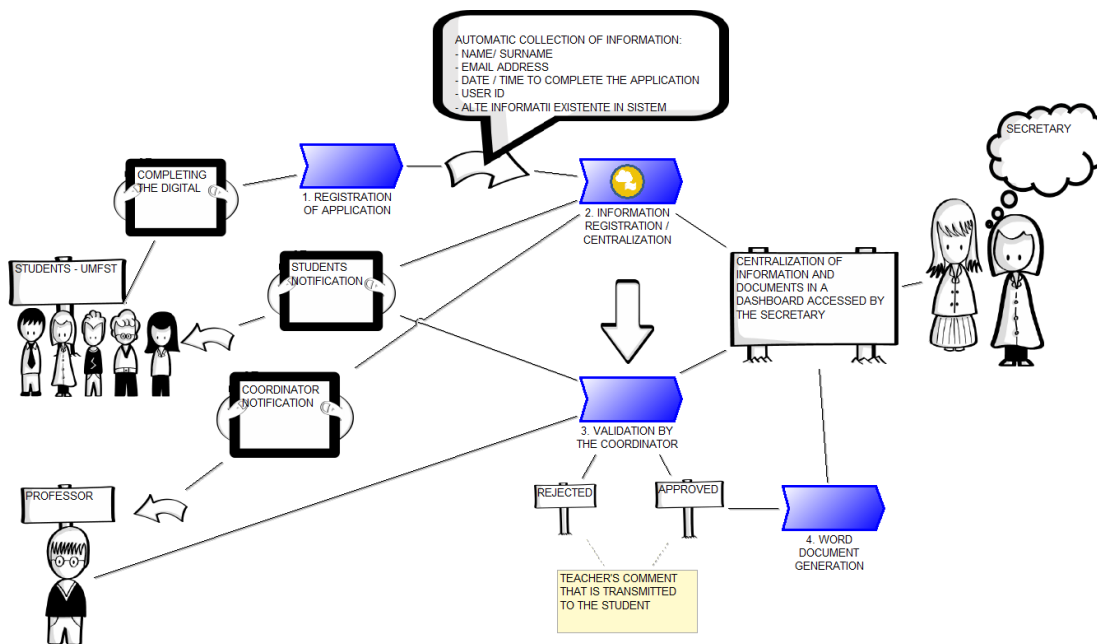 AUTOMATIC COLLECTION OF INFORMATION:
- NAME/ SURNAME
- EMAIL ADDRESS
- DATE / TIME TO COMPLETE THE APPLICATION
- USER ID
- ALTE INFORMATII EXISTENTE IN SISTEM
SECRETARY
COMPLETING
THE DIGITAL
1. REGISTRATION
OF APPLICATION
2. INFORMATION
REGISTRATION /
CENTRALIZATION
STUDENTS - UMFST
STUDENTS
NOTIFICATION
CENTRALIZATION OF
INFORMATION AND
DOCUMENTS IN A
DASHBOARD ACCESSED BY
THE SECRETARY
COORDINATOR
NOTIFICATION
3. VALIDATION BY
THE COORDINATOR
PROFESSOR
REJECTED
APPROVED
4. WORD
DOCUMENT
GENERATION
TEACHER'S COMMENT
THAT IS TRANSMITTED
TO THE STUDENT